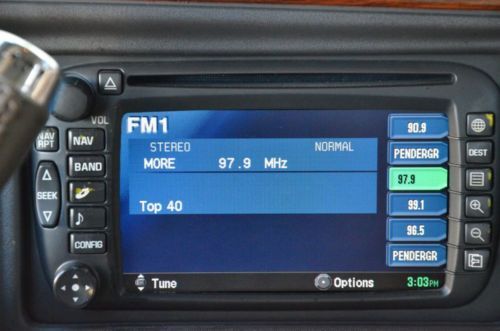 VOL
NAV RPT
NAV
BAND
SEEK
CONFIG
FM1
STEREO NORMAL
MORE 97.9 MHz
Top 40
Tune
Options
3:03PM
90.9
PENDERGR
97.9
99.1
96.5
PENDERGR
DEST